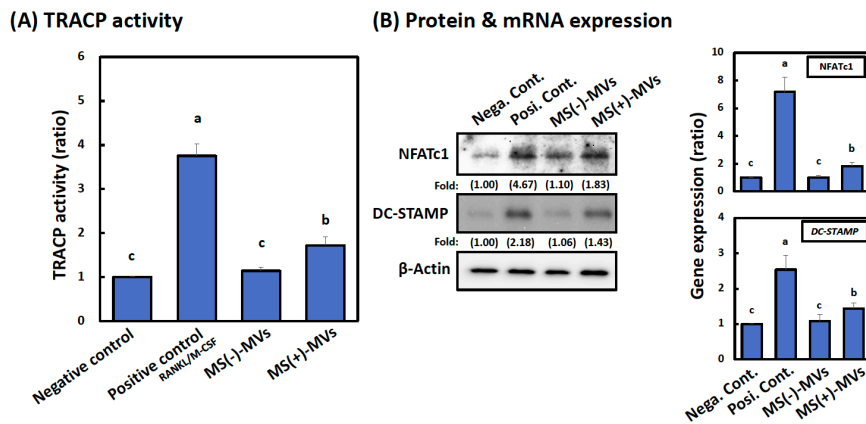 (A) TRACP activity
TRACP activity (ratio)
6
5
4
3
2
1
0
c
a
c
b
Negative control
Positive control
RANKL/M-CSF
MS(-)-MVs
MS(+)-MVs
(B) Protein & mRNA expression
Nega. Cont.
Posi. Cont.
MS(-)-MVs
MS(+)-MVs
NFATc1
Fold: (1.00) (4.67) (1.10) (1.83)
DC-STAMP
Fold: (1.00) (2.18) (1.06) (1.43)
β-Actin
Gene expression (ratio)
10
8
6
4
2
0
NFATc1
c
a
c
b
4
3
2
1
0
DC-STAMP
c
a
c
b
Nega. Cont.
Posi. Cont.
MS(-)-MVs
MS(+)-MVs